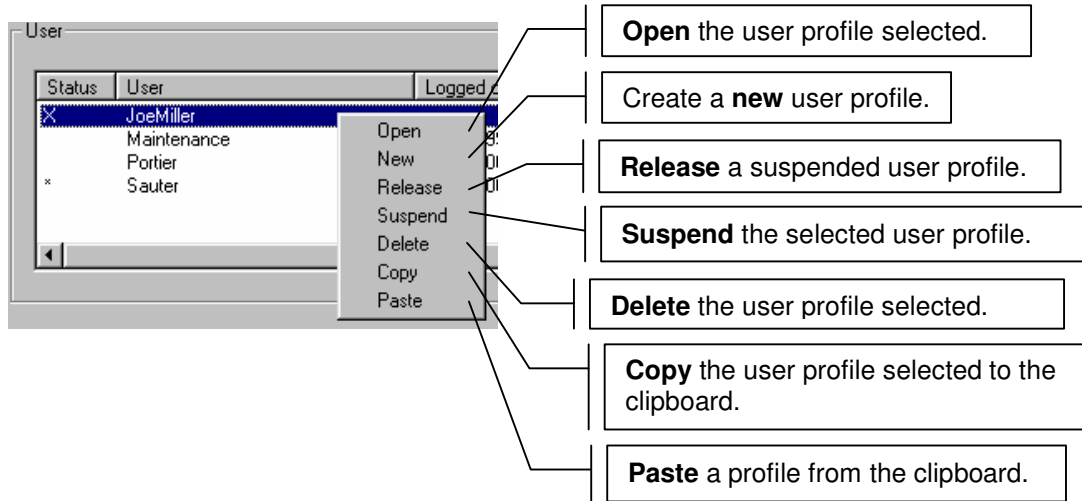 User
Status User Logged
X JoeMiller
Maintenance
Portier
* Sauter
Open
New
Release
Suspend
Delete
Copy
Paste
Open the user profile selected.
Create a new user profile.
Release a suspended user profile.
Suspend the selected user profile.
Delete the user profile selected.
Copy the user profile selected to the
clipboard.
Paste a profile from the clipboard.